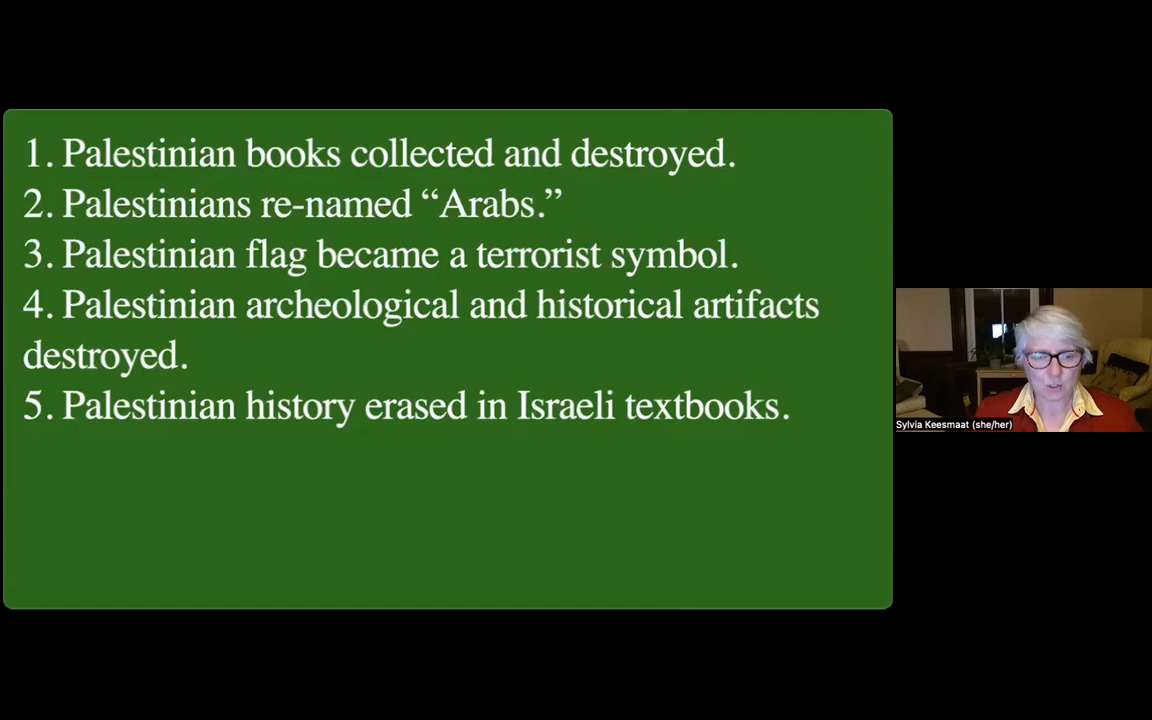 1. Palestinian books collected and destroyed.
2. Palestinians re-named “Arabs.”
3. Palestinian flag became a terrorist symbol.
4. Palestinian archeological and historical artifacts
destroyed.
5. Palestinian history erased in Israeli textbooks.
Sylvia Keesmaat (she/her)